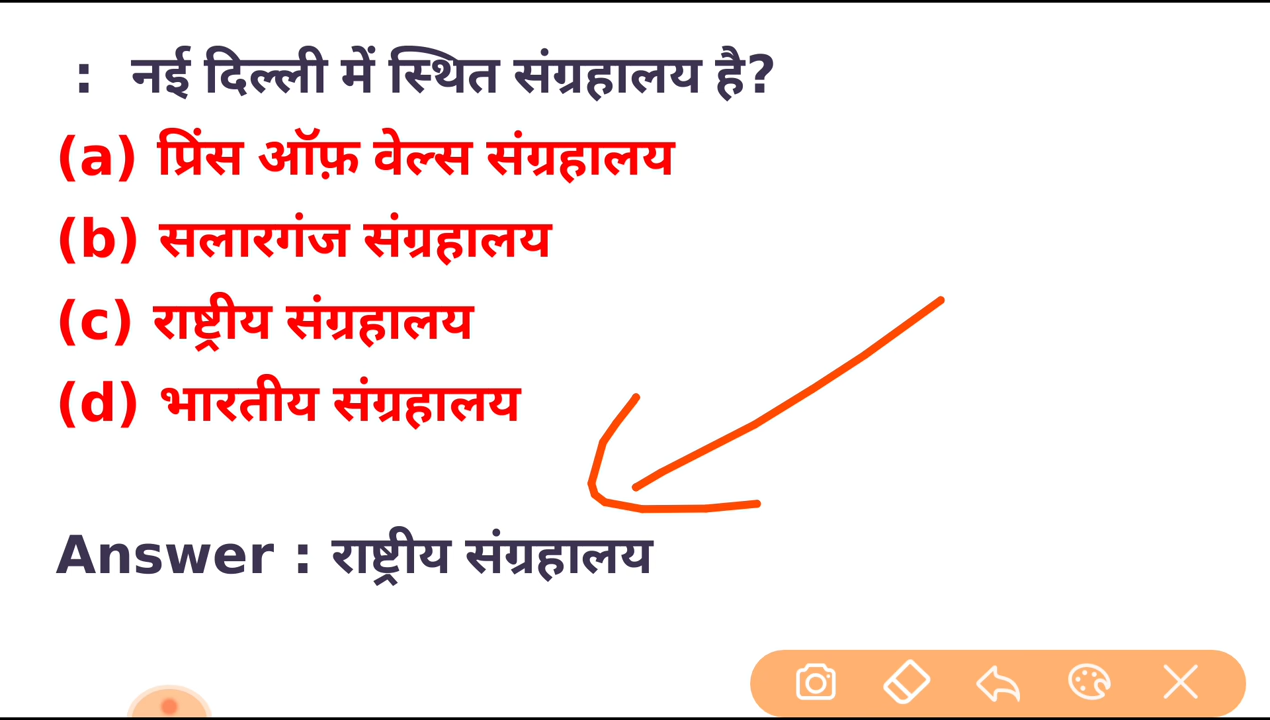 : नई दिल्ली में स्थित संग्रहालय है?
(a) प्रिंस ऑफ़ वेल्स संग्रहालय
(b) सलारगंज संग्रहालय
(c) राष्ट्रीय संग्रहालय
(d) भारतीय संग्रहालय
Answer : राष्ट्रीय संग्रहालय